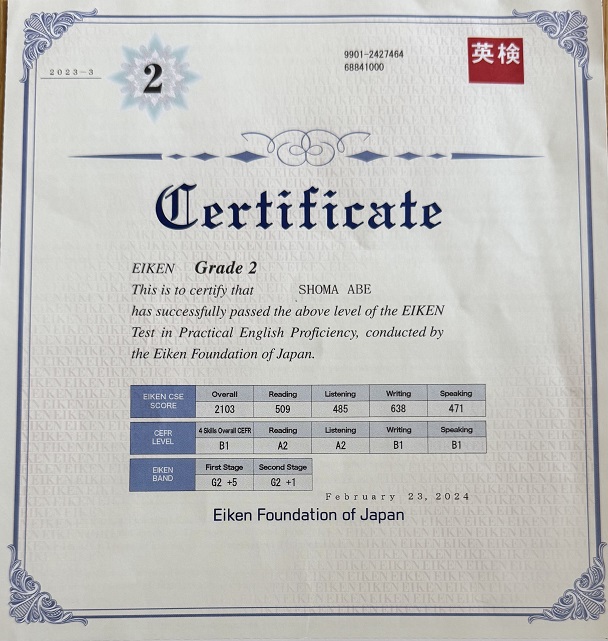 2023-3
2
9901-2427464
68841000
英検
Certificate
EIKEN Grade 2
This is to certify that SHOMA ABE
has successfully passed the above level of the EIKEN
Test in Practical English Proficiency, conducted by
the Eiken Foundation of Japan.
EIKEN CSE SCORE
Overall Reading Listening Writing Speaking
2103 509 485 638 471
CEFR LEVEL
4 Skills Overall CEFR Reading Listening Writing Speaking
B1 A2 A2 B1 B1
EIKEN BAND
First Stage Second Stage
G2 +5 G2 +1
February 23, 2024
Eiken Foundation of Japan